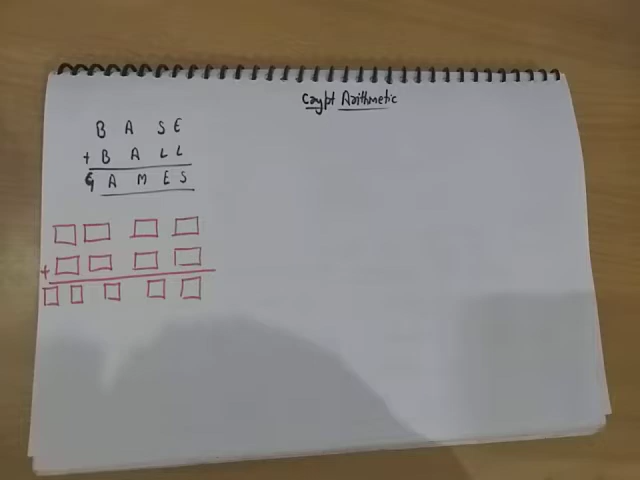 Crypt Arithmetic
B A S E
+ B A L L
G A M E S
+